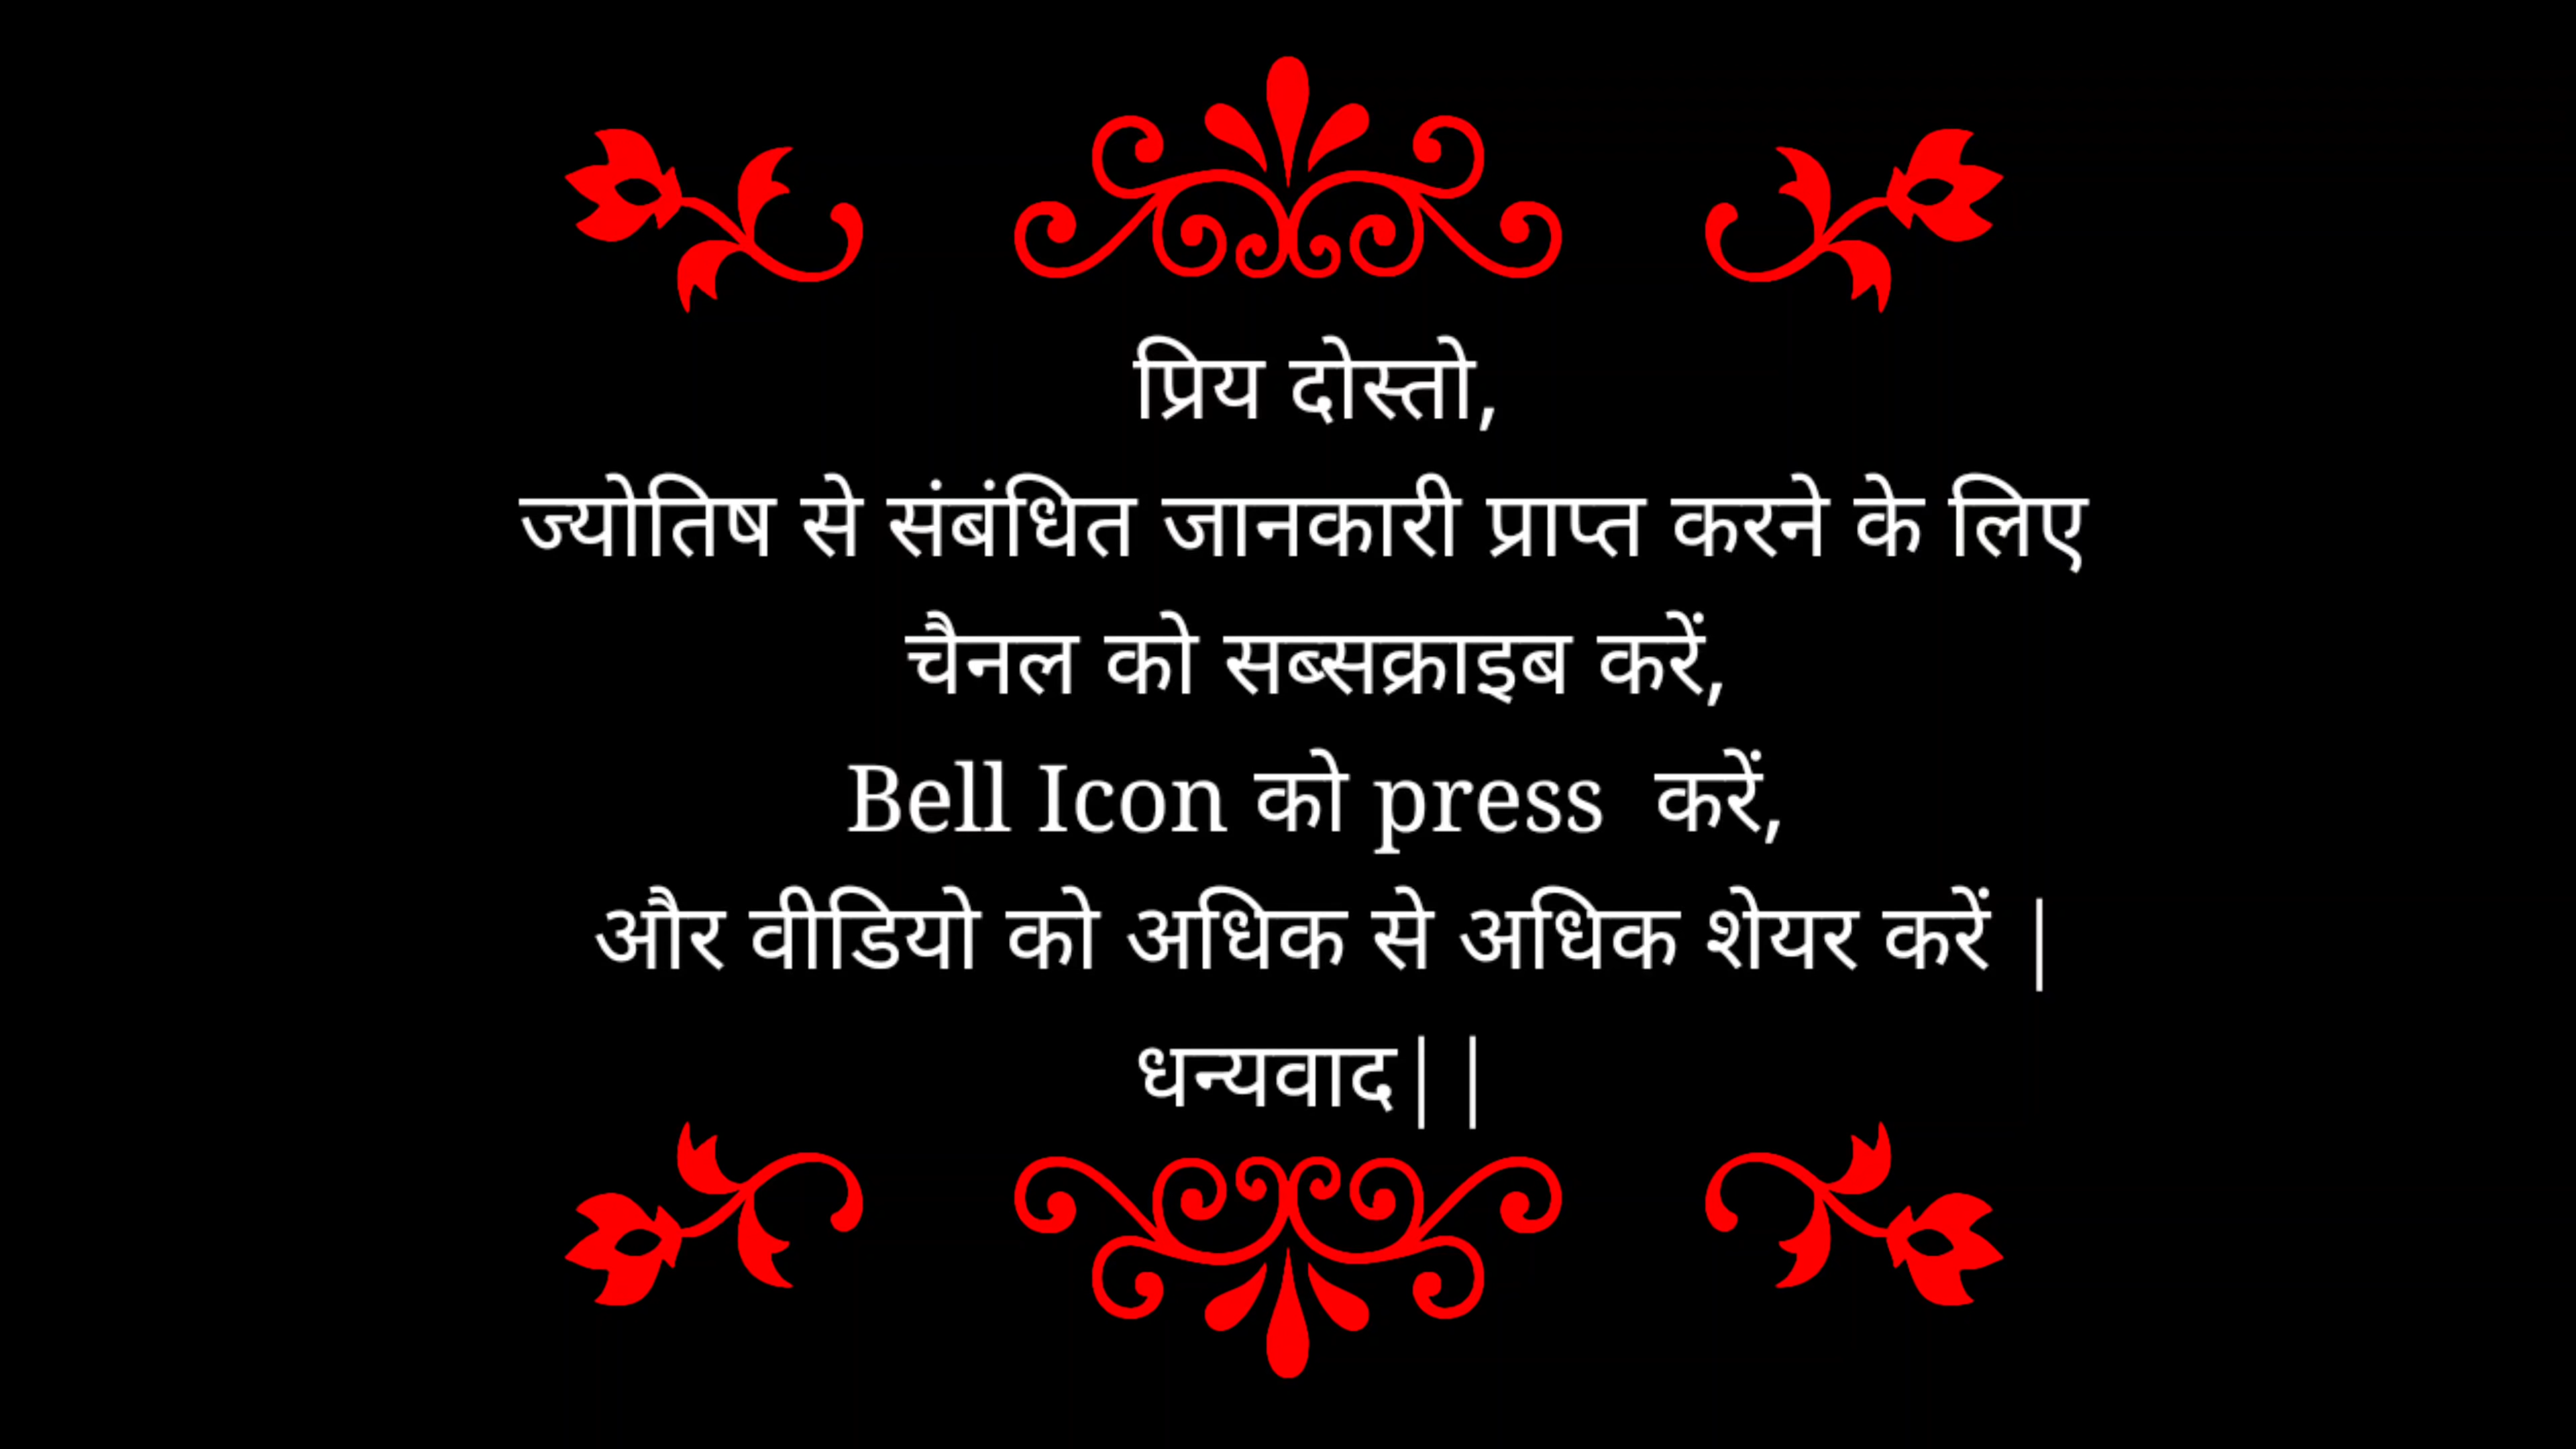 प्रिय दोस्तो,
ज्योतिष से संबंधित जानकारी प्राप्त करने के लिए
चैनल को सब्सक्राइब करें,
Bell Icon को press  करें,
और वीडियो को अधिक से अधिक शेयर करें |
धन्यवाद||